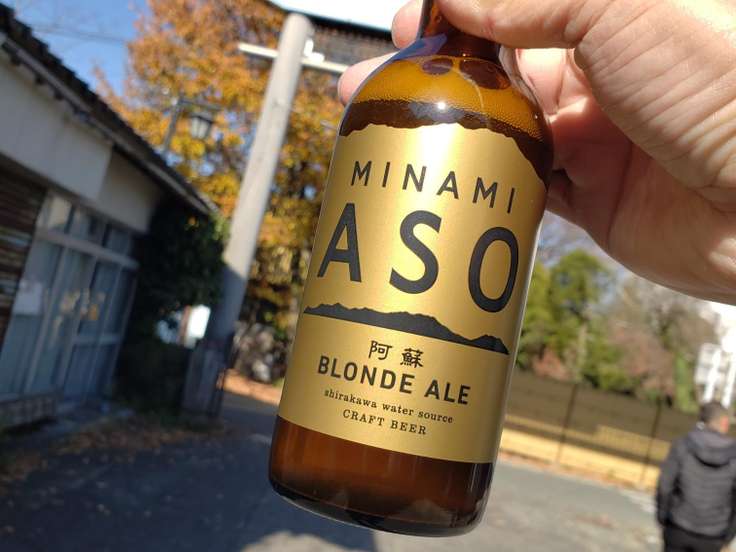 MINAMI
ASO
阿蘇
BLONDE ALE
shirakawa water source
CRAFT BEER